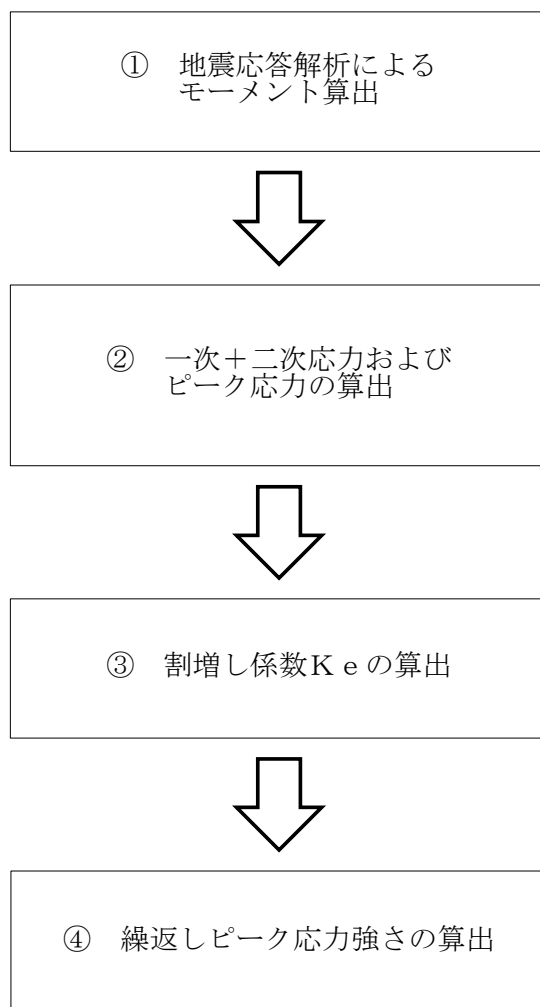 ① 地震応答解析による
モーメント算出
② 一次＋二次応力および
ピーク応力の算出
③ 割増し係数Ｋｅの算出
④ 繰返しピーク応力強さの算出